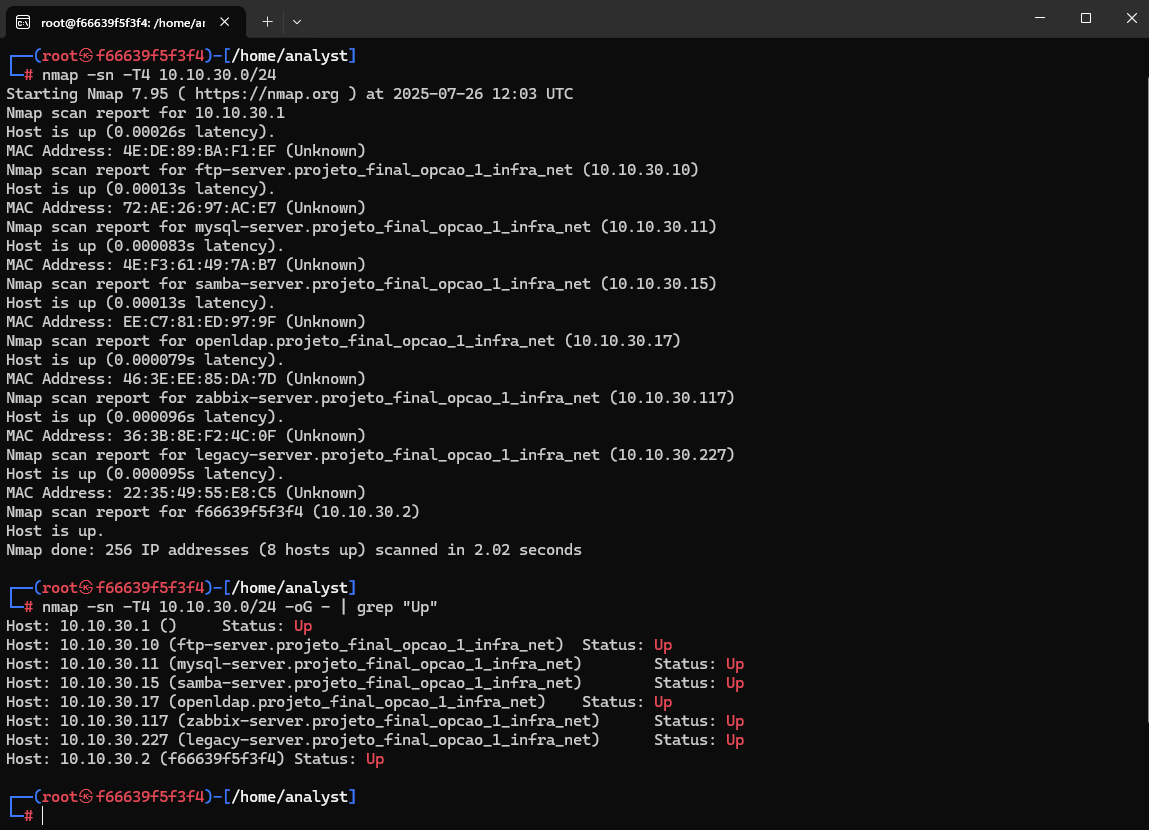 root@f66639f5f3f4: /home/ar
┌──(root㉿f66639f5f3f4)-[/home/analyst]
└─# nmap -sn -T4 10.10.30.0/24
Starting Nmap 7.95 ( https://nmap.org ) at 2025-07-26 12:03 UTC
Nmap scan report for 10.10.30.1
Host is up (0.00026s latency).
MAC Address: 4E:DE:89:BA:F1:EF (Unknown)
Nmap scan report for ftp-server.projeto_final_opcao_1_infra_net (10.10.30.10)
Host is up (0.00013s latency).
MAC Address: 72:AE:26:97:AC:E7 (Unknown)
Nmap scan report for mysql-server.projeto_final_opcao_1_infra_net (10.10.30.11)
Host is up (0.000083s latency).
MAC Address: 4E:F3:61:49:7A:B7 (Unknown)
Nmap scan report for samba-server.projeto_final_opcao_1_infra_net (10.10.30.15)
Host is up (0.00013s latency).
MAC Address: EE:C7:81:ED:97:9F (Unknown)
Nmap scan report for openldap.projeto_final_opcao_1_infra_net (10.10.30.17)
Host is up (0.000079s latency).
MAC Address: 46:3E:EE:85:DA:7D (Unknown)
Nmap scan report for zabbix-server.projeto_final_opcao_1_infra_net (10.10.30.117)
Host is up (0.000096s latency).
MAC Address: 36:3B:8E:F2:4C:0F (Unknown)
Nmap scan report for legacy-server.projeto_final_opcao_1_infra_net (10.10.30.227)
Host is up (0.000095s latency).
MAC Address: 22:35:49:55:E8:C5 (Unknown)
Nmap scan report for f66639f5f3f4 (10.10.30.2)
Host is up.
Nmap done: 256 IP addresses (8 hosts up) scanned in 2.02 seconds
┌──(root㉿f66639f5f3f4)-[/home/analyst]
└─# nmap -sn -T4 10.10.30.0/24 -oG - | grep "Up"
Host: 10.10.30.1 ()     Status: Up
Host: 10.10.30.10 (ftp-server.projeto_final_opcao_1_infra_net)  Status: Up
Host: 10.10.30.11 (mysql-server.projeto_final_opcao_1_infra_net)        Status: Up
Host: 10.10.30.15 (samba-server.projeto_final_opcao_1_infra_net)        Status: Up
Host: 10.10.30.17 (openldap.projeto_final_opcao_1_infra_net)    Status: Up
Host: 10.10.30.117 (zabbix-server.projeto_final_opcao_1_infra_net)      Status: Up
Host: 10.10.30.227 (legacy-server.projeto_final_opcao_1_infra_net)      Status: Up
Host: 10.10.30.2 (f66639f5f3f4) Status: Up
┌──(root㉿f66639f5f3f4)-[/home/analyst]
└─#